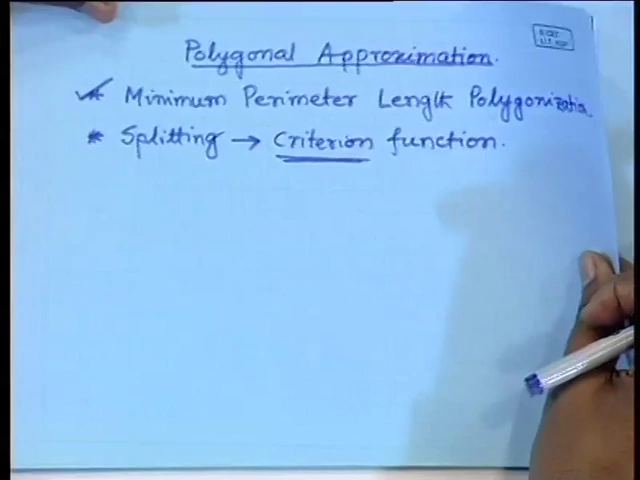 Polygonal Approximation.
* Minimum Perimeter Length Polygonization
* Splitting → Criterion function.